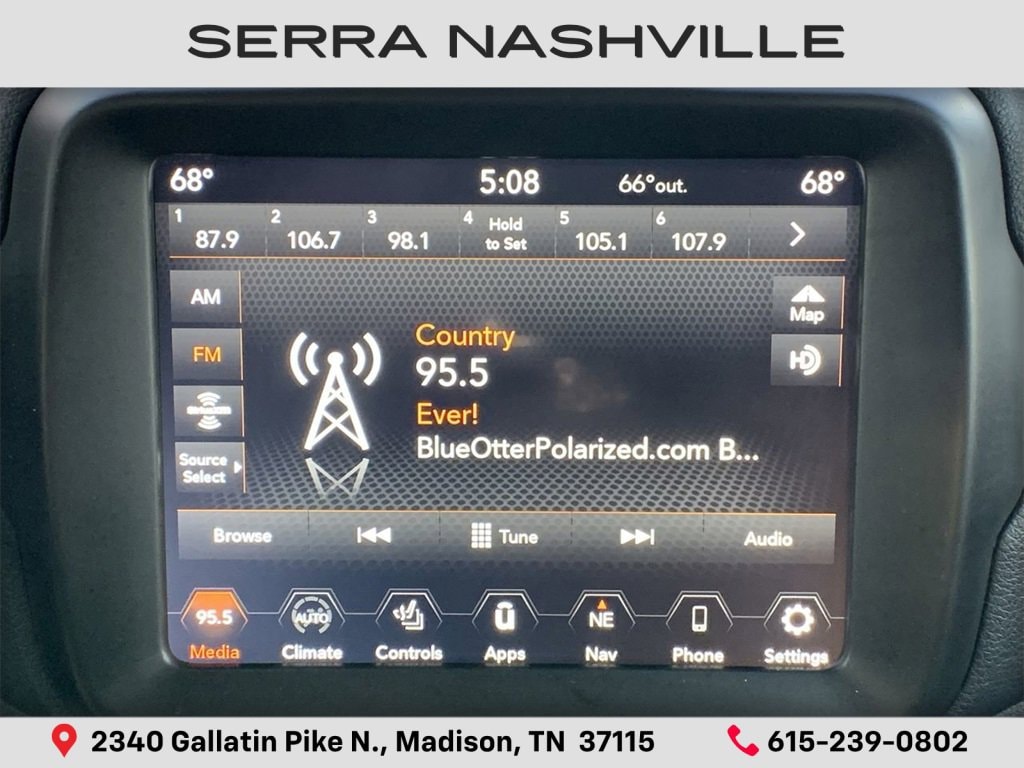 SERRA NASHVILLE
68° 5:08 66°out. 68°
1 87.9 2 106.7 3 98.1 4 Hold to Set 5 105.1 6 107.9
AM
Map
FM
HD
Country
95.5
Ever!
BlueOtterPolarized.com B...
SiriusXM
Source
Select
Browse Tune Audio
95.5 AUTO NE
Media Climate Controls Apps Nav Phone Settings
2340 Gallatin Pike N., Madison, TN 37115 615-239-0802